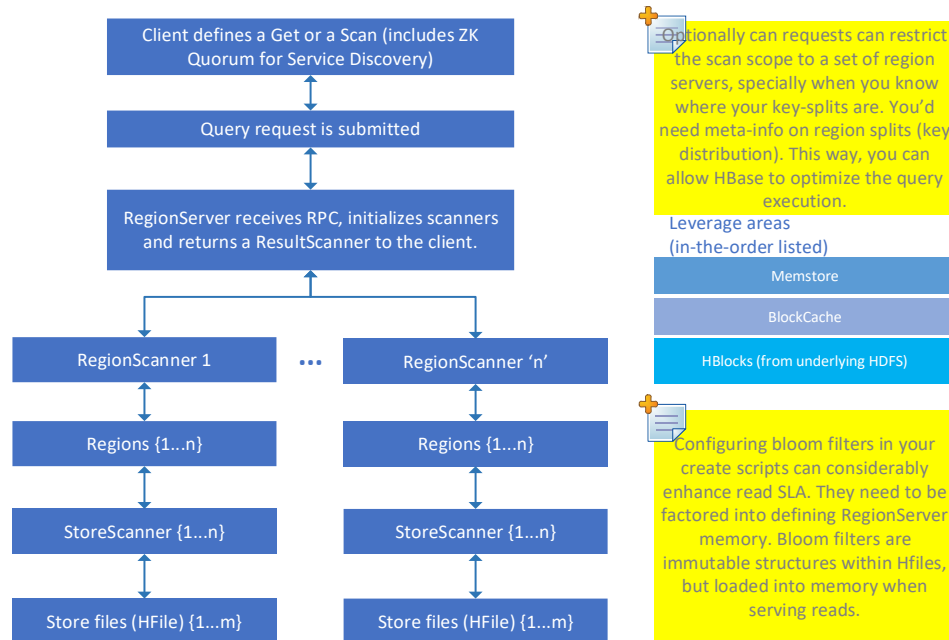 Client defines a Get or a Scan (includes ZK
Quorum for Service Discovery)
Query request is submitted
RegionServer receives RPC, initializes scanners
and returns a ResultScanner to the client.
RegionScanner 1
...
RegionScanner ‘n’
Regions {1...n}
Regions {1...n}
StoreScanner {1...n}
StoreScanner {1...n}
Store files (HFile) {1...m}
Store files (HFile) {1...m}
Optionally can requests can restrict
the scan scope to a set of region
servers, specially when you know
where your key-splits are. You’d
need meta-info on region splits (key
distribution). This way, you can
allow HBase to optimize the query
execution.
Leverage areas
(in-the-order listed)
Memstore
BlockCache
HBlocks (from underlying HDFS)
Configuring bloom filters in your
create scripts can considerably
enhance read SLA. They need to be
factored into defining RegionServer
memory. Bloom filters are
immutable structures within Hfiles,
but loaded into memory when
serving reads.